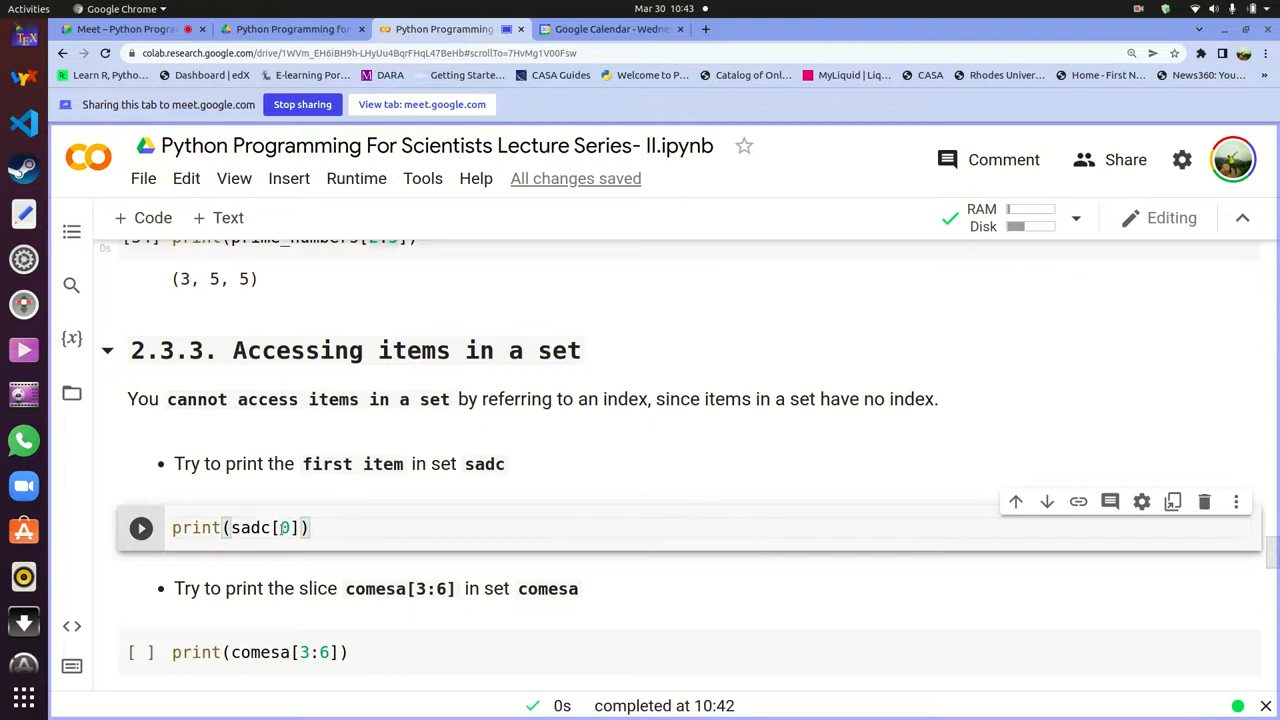 Activities
Google Chrome
Mar 30 10:43
Meet – Python Progra
Python Programming fo
Python Programming
Google Calendar - Wedne
colab.research.google.com/drive/1WVm_EH6iBH9h-LHyUu4BqrFHqL47BeHb#scrollTo=7HvMg1V00Fsw
Learn R, Pytho...
Dashboard | edX
E-learning Por...
DARA
Getting Starte...
CASA Guides
Welcome to P...
Catalog of Onl...
MyLiquid | Liq...
CASA
Rhodes Univer...
Home - First N...
News360: Your...
»
Sharing this tab to meet.google.com
Stop sharing
View tab: meet.google.com
Python Programming For Scientists Lecture Series- II.ipynb
Comment
Share
File Edit View Insert Runtime Tools Help All changes saved
+ Code + Text
RAM
Disk
Editing
0s
(3, 5, 5)
2.3.3. Accessing items in a set
You cannot access items in a set by referring to an index, since items in a set have no index.
• Try to print the first item in set sadc
print(sadc[0])
• Try to print the slice comesa[3:6] in set comesa
[ ] print(comesa[3:6])
0s completed at 10:42